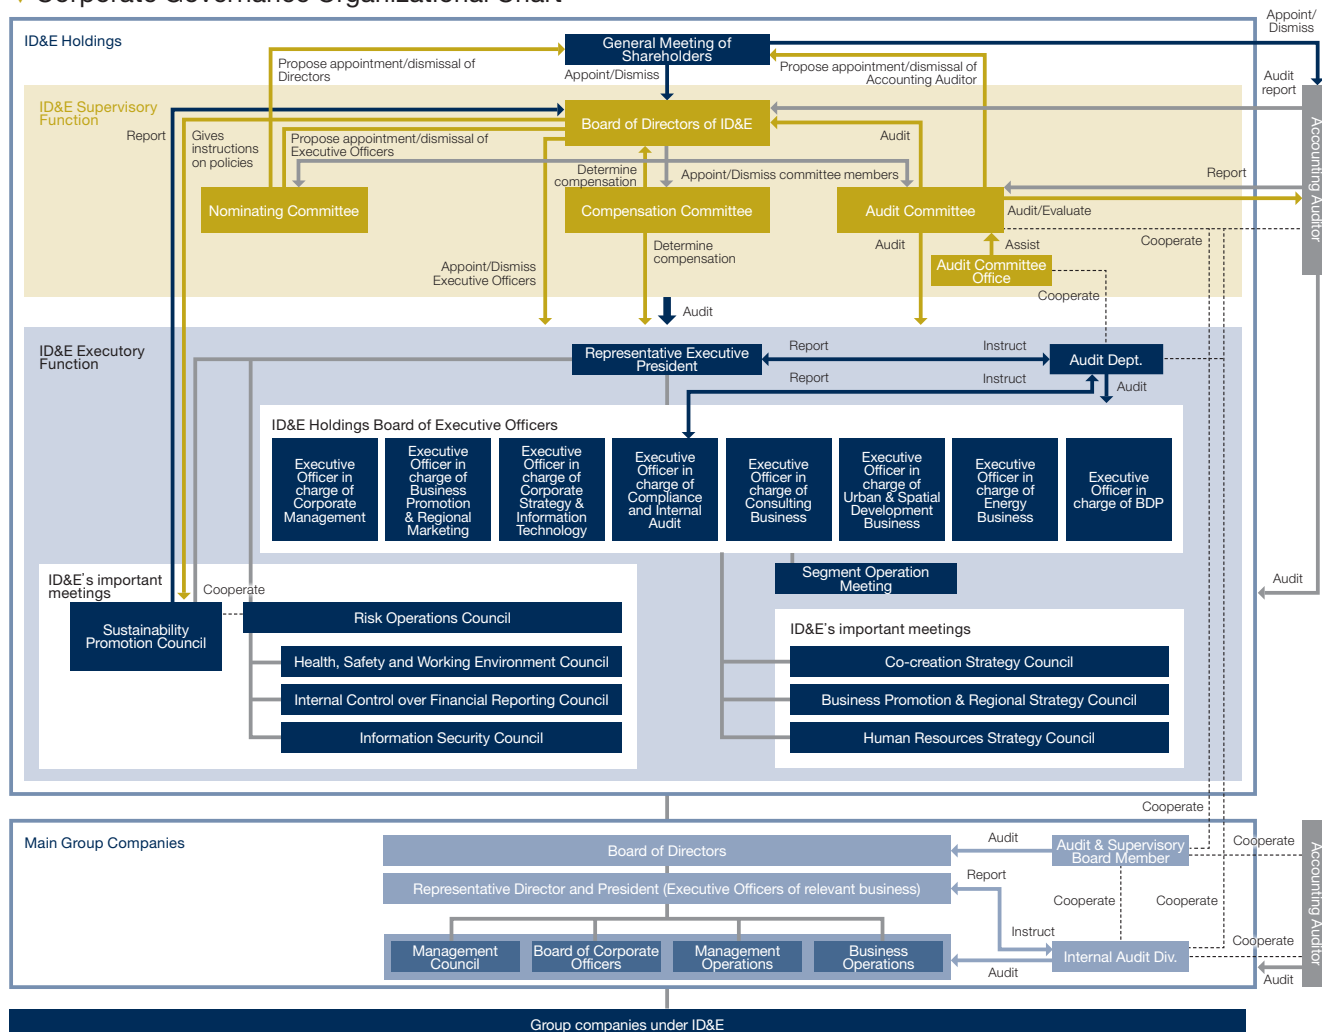 Corporate Governance Organizational Chart
Appoint/
Dismiss
ID&E Holdings
General Meeting of
Shareholders
Propose appointment/dismissal of
Directors
Appoint/Dismiss
Propose appointment/dismissal of
Accounting Auditor
Audit
report
ID&E Supervisory
Function
Report
Gives
instructions
on policies
Propose appointment/dismissal of
Executive Officers
Board of Directors of ID&E
Audit
Accounting Auditor
Determine
compensation
Appoint/Dismiss committee members
Report
Nominating Committee
Compensation Committee
Audit Committee
Audit/Evaluate
Cooperate
Appoint/Dismiss
Executive Officers
Determine
compensation
Audit
Assist
Audit Committee
Office
Cooperate
Audit
ID&E Executory
Function
Representative Executive
President
Report
Instruct
Audit Dept.
Report
Instruct
Audit
ID&E Holdings Board of Executive Officers
Executive
Officer in
charge of
Corporate
Management
Executive
Officer in
charge of
Business
Promotion
& Regional
Marketing
Executive
Officer in
charge of
Corporate
Strategy &
Information
Technology
Executive
Officer in
charge of
Compliance
and Internal
Audit
Executive
Officer in
charge of
Consulting
Business
Executive
Officer in
charge of
Urban & Spatial
Development
Business
Executive
Officer in
charge of
Energy
Business
Executive
Officer in
charge of BDP
Segment Operation
Meeting
Audit
ID&E's important
meetings
Cooperate
Sustainability
Promotion Council
Risk Operations Council
Health, Safety and Working Environment Council
Internal Control over Financial Reporting Council
Information Security Council
ID&E's important meetings
Co-creation Strategy Council
Business Promotion & Regional Strategy Council
Human Resources Strategy Council
Cooperate
Main Group Companies
Board of Directors
Audit
Audit & Supervisory
Board Member
Cooperate
Accounting Auditor
Representative Director and President (Executive Officers of relevant business)
Report
Cooperate
Cooperate
Instruct
Management
Council
Board of Corporate
Officers
Management
Operations
Business
Operations
Audit
Internal Audit Div.
Cooperate
Audit
Group companies under ID&E